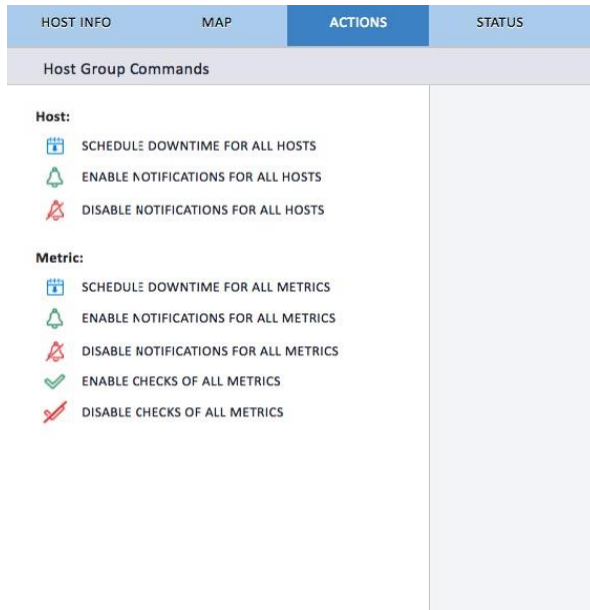 HOST INFO MAP ACTIONS STATUS
Host Group Commands
Host:
SCHEDULE DOWNTIME FOR ALL HOSTS
ENABLE NOTIFICATIONS FOR ALL HOSTS
DISABLE NOTIFICATIONS FOR ALL HOSTS
Metric:
SCHEDULE DOWNTIME FOR ALL METRICS
ENABLE NOTIFICATIONS FOR ALL METRICS
DISABLE NOTIFICATIONS FOR ALL METRICS
ENABLE CHECKS OF ALL METRICS
DISABLE CHECKS OF ALL METRICS